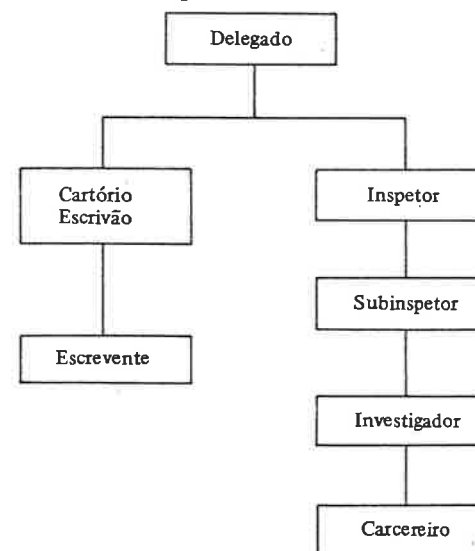 Delegado
Cartório
Escrivão
Inspetor
Subinspetor
Escrevente
Investigador
Carcereiro